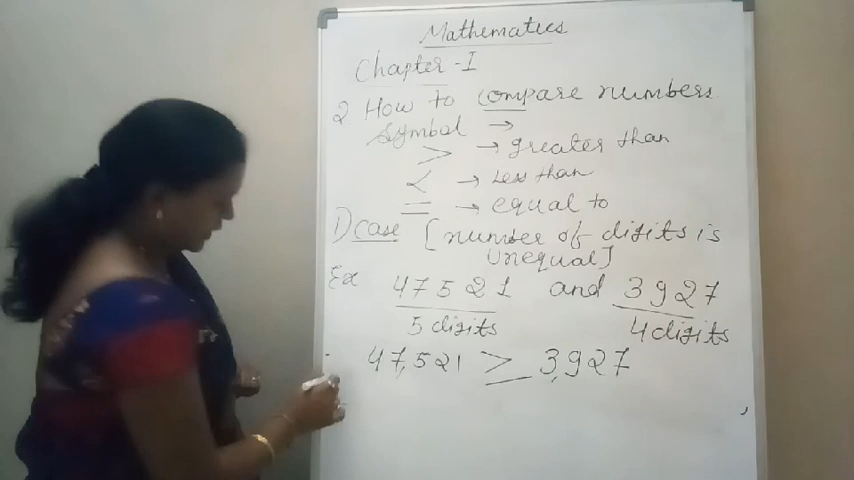 Mathematics
Chapter - I
2 How to compare numbers
Symbol →
> → greater than
< → Less than
= → equal to
1) case [number of digits is
unequal]
Ex 47521 and 3927
5 digits 4 digits
47,521 > 3,927